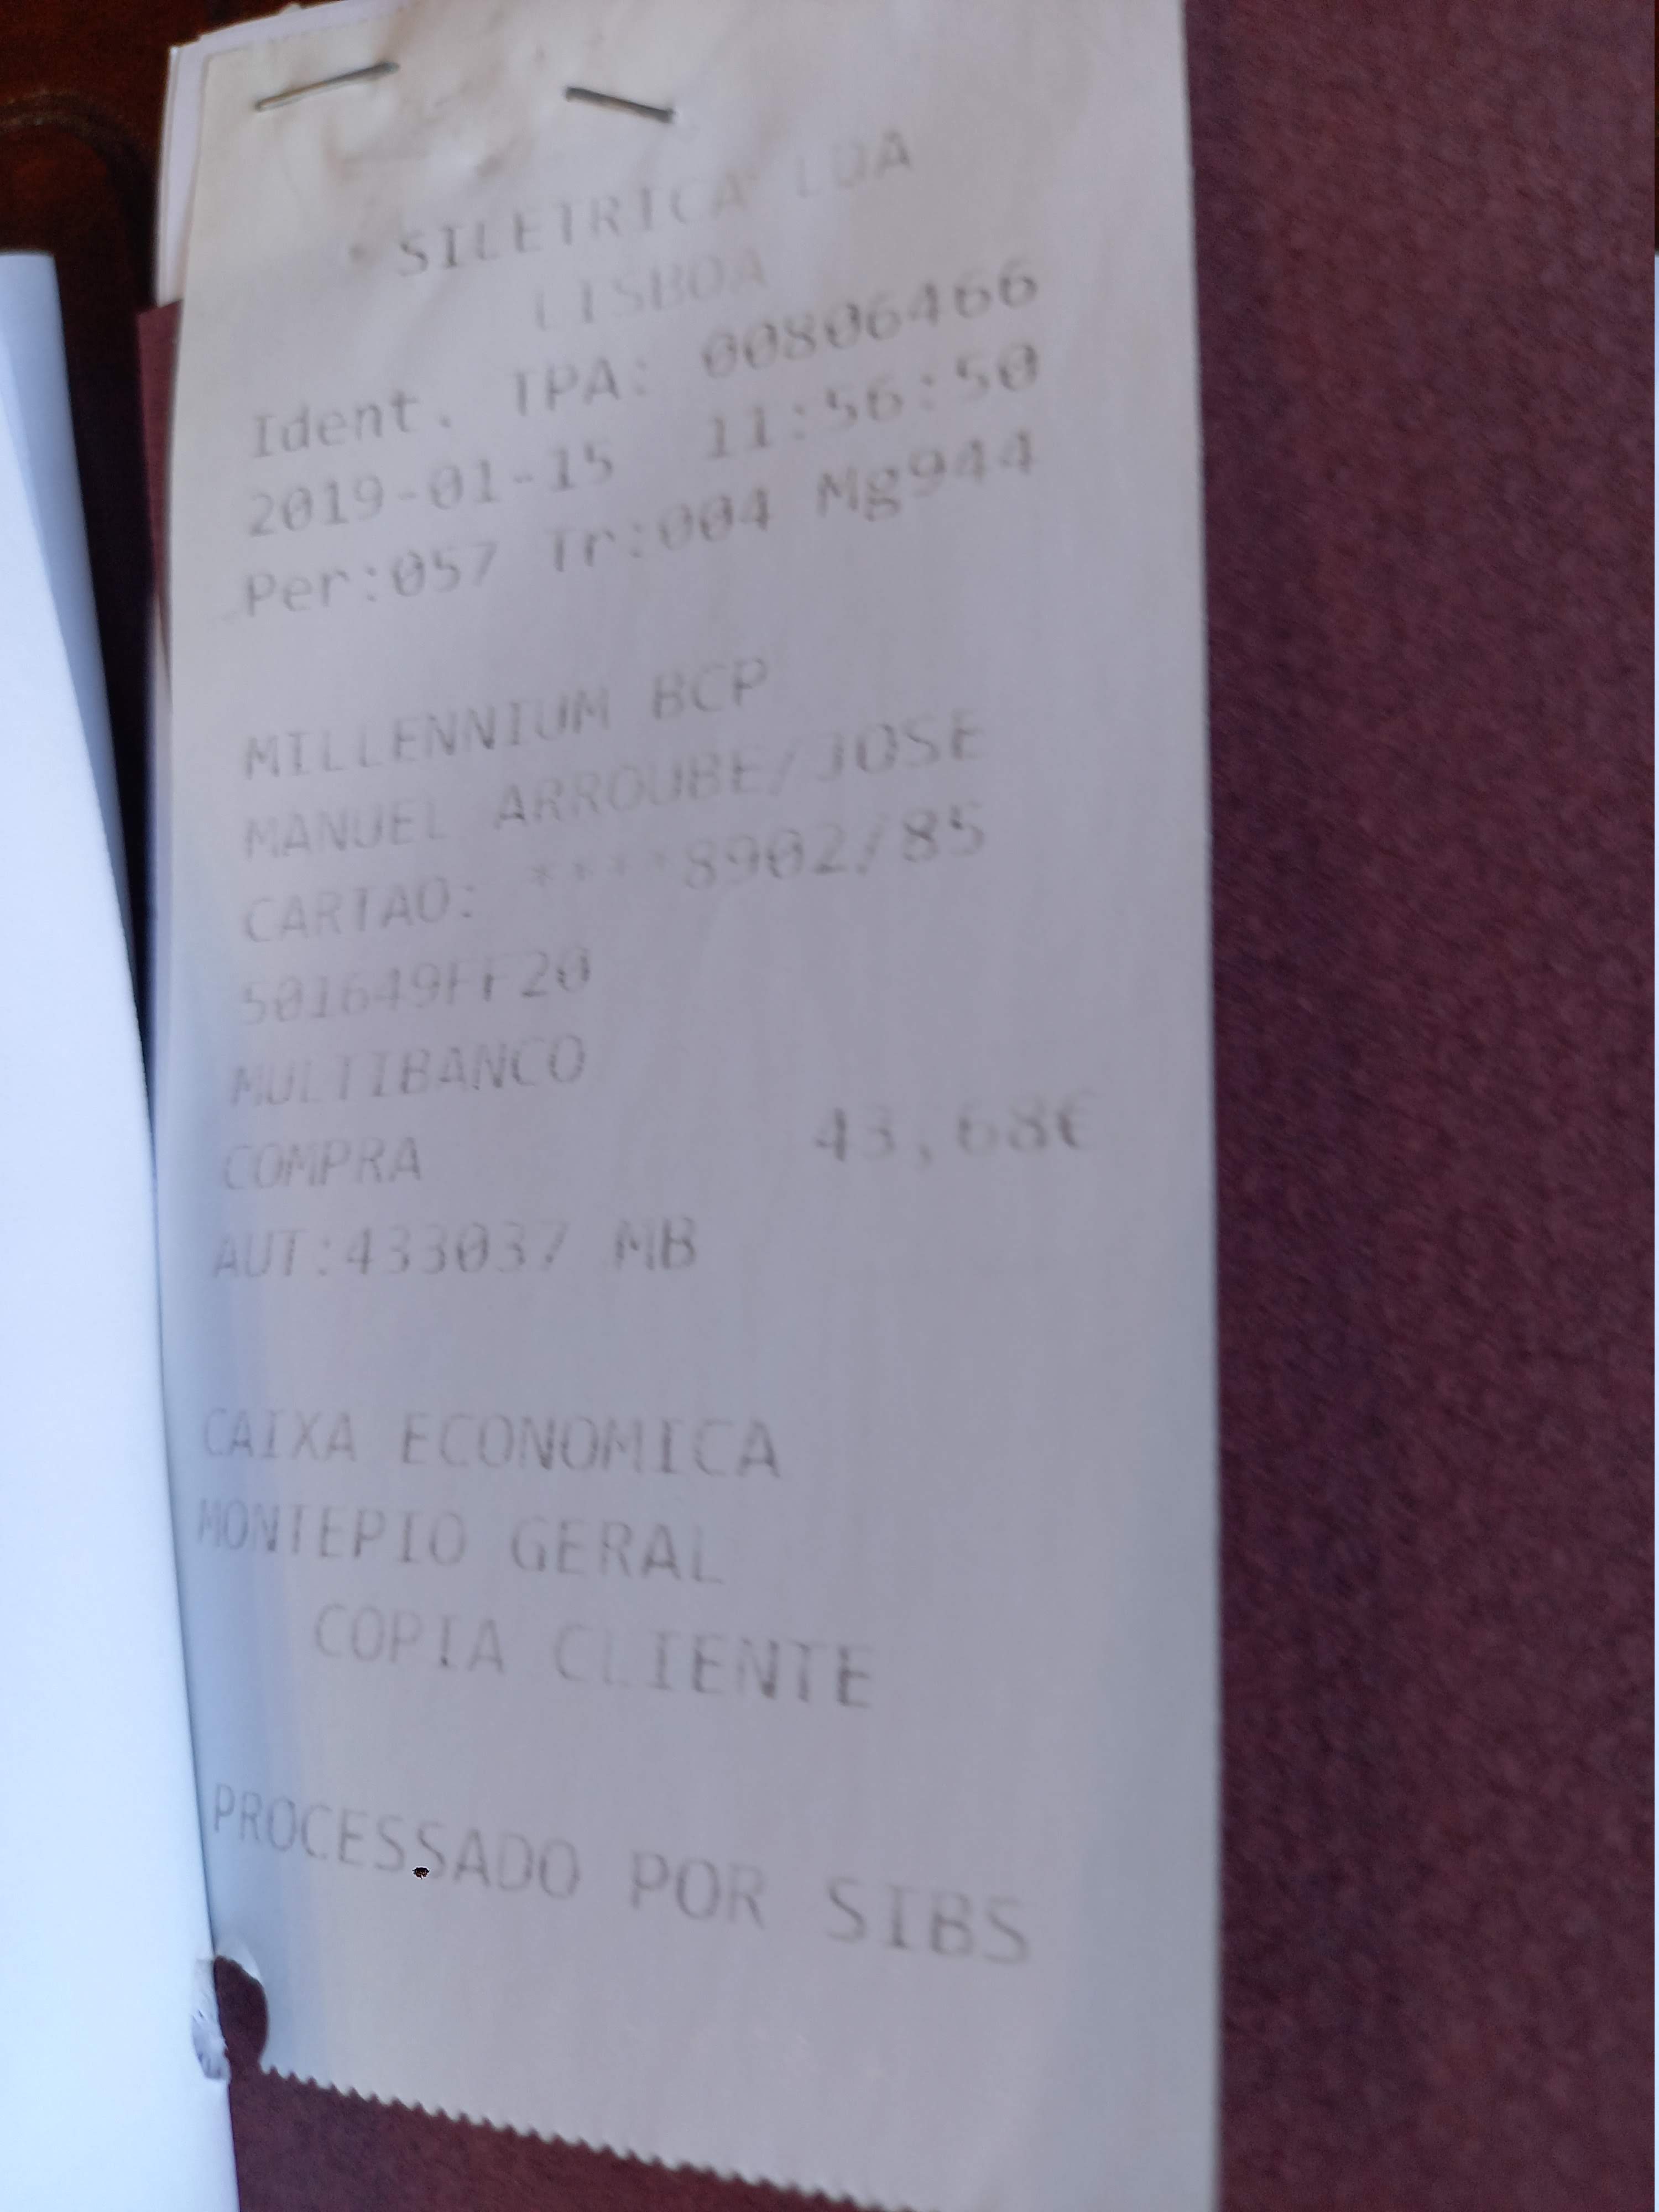 SILETRICA LDA
LISBOA
Ident. TPA: 00806466
2019-01-15 11:56:50
Per:057 Tr:004 Mg944
MILLENNIUM BCP
MANUEL ARROUBE/JOSE
CARTAO: ****8902/85
501649FF20
MULTIBANCO
COMPRA 43,68€
AUT:433037 MB
CAIXA ECONOMICA
MONTEPIO GERAL
COPIA CLIENTE
PROCESSADO POR SIBS